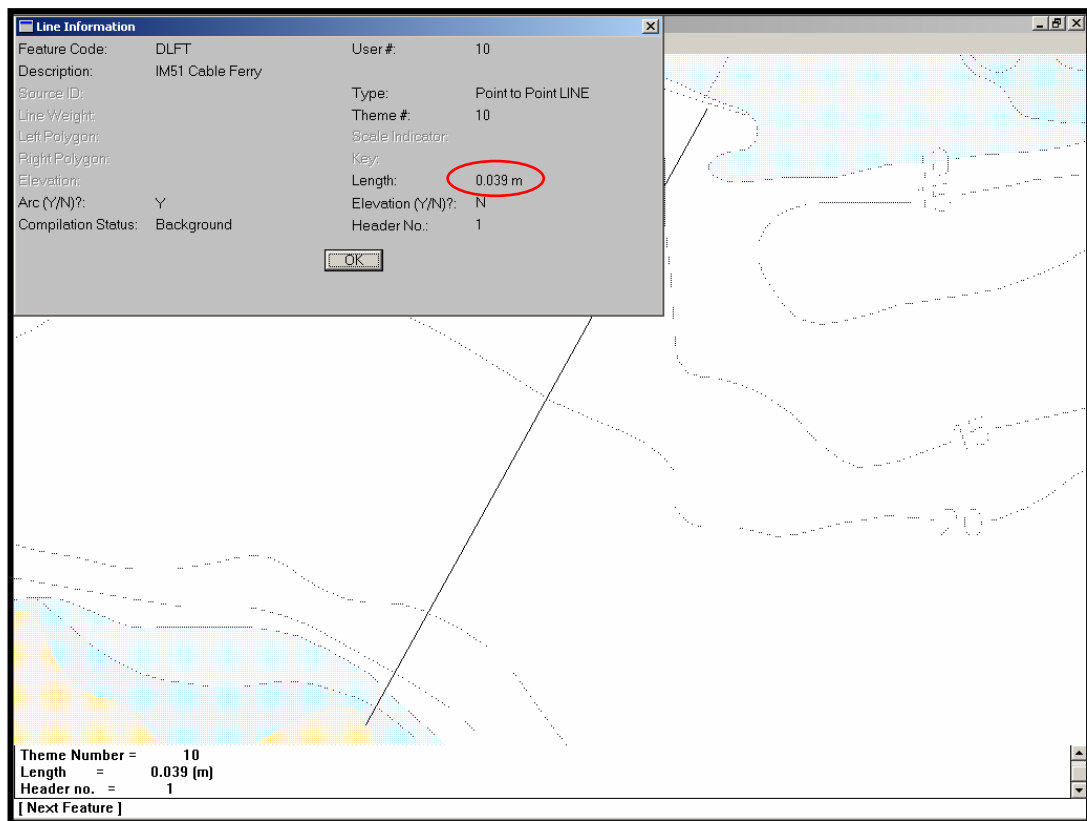 Line Information
Feature Code: DLFT User #: 10
Description: IM51 Cable Ferry
Source ID: Type: Point to Point LINE
Line Weight: Theme #: 10
Left Polygon: Scale Indicator:
Right Polygon: Key:
Elevation: Length: 0.039 m
Arc (Y/N)?: Y Elevation (Y/N)?: N
Compilation Status: Background Header No.: 1
OK
10
15
15
20
Theme Number = 10
Length = 0.039 (m)
Header no. = 1
[ Next Feature ]